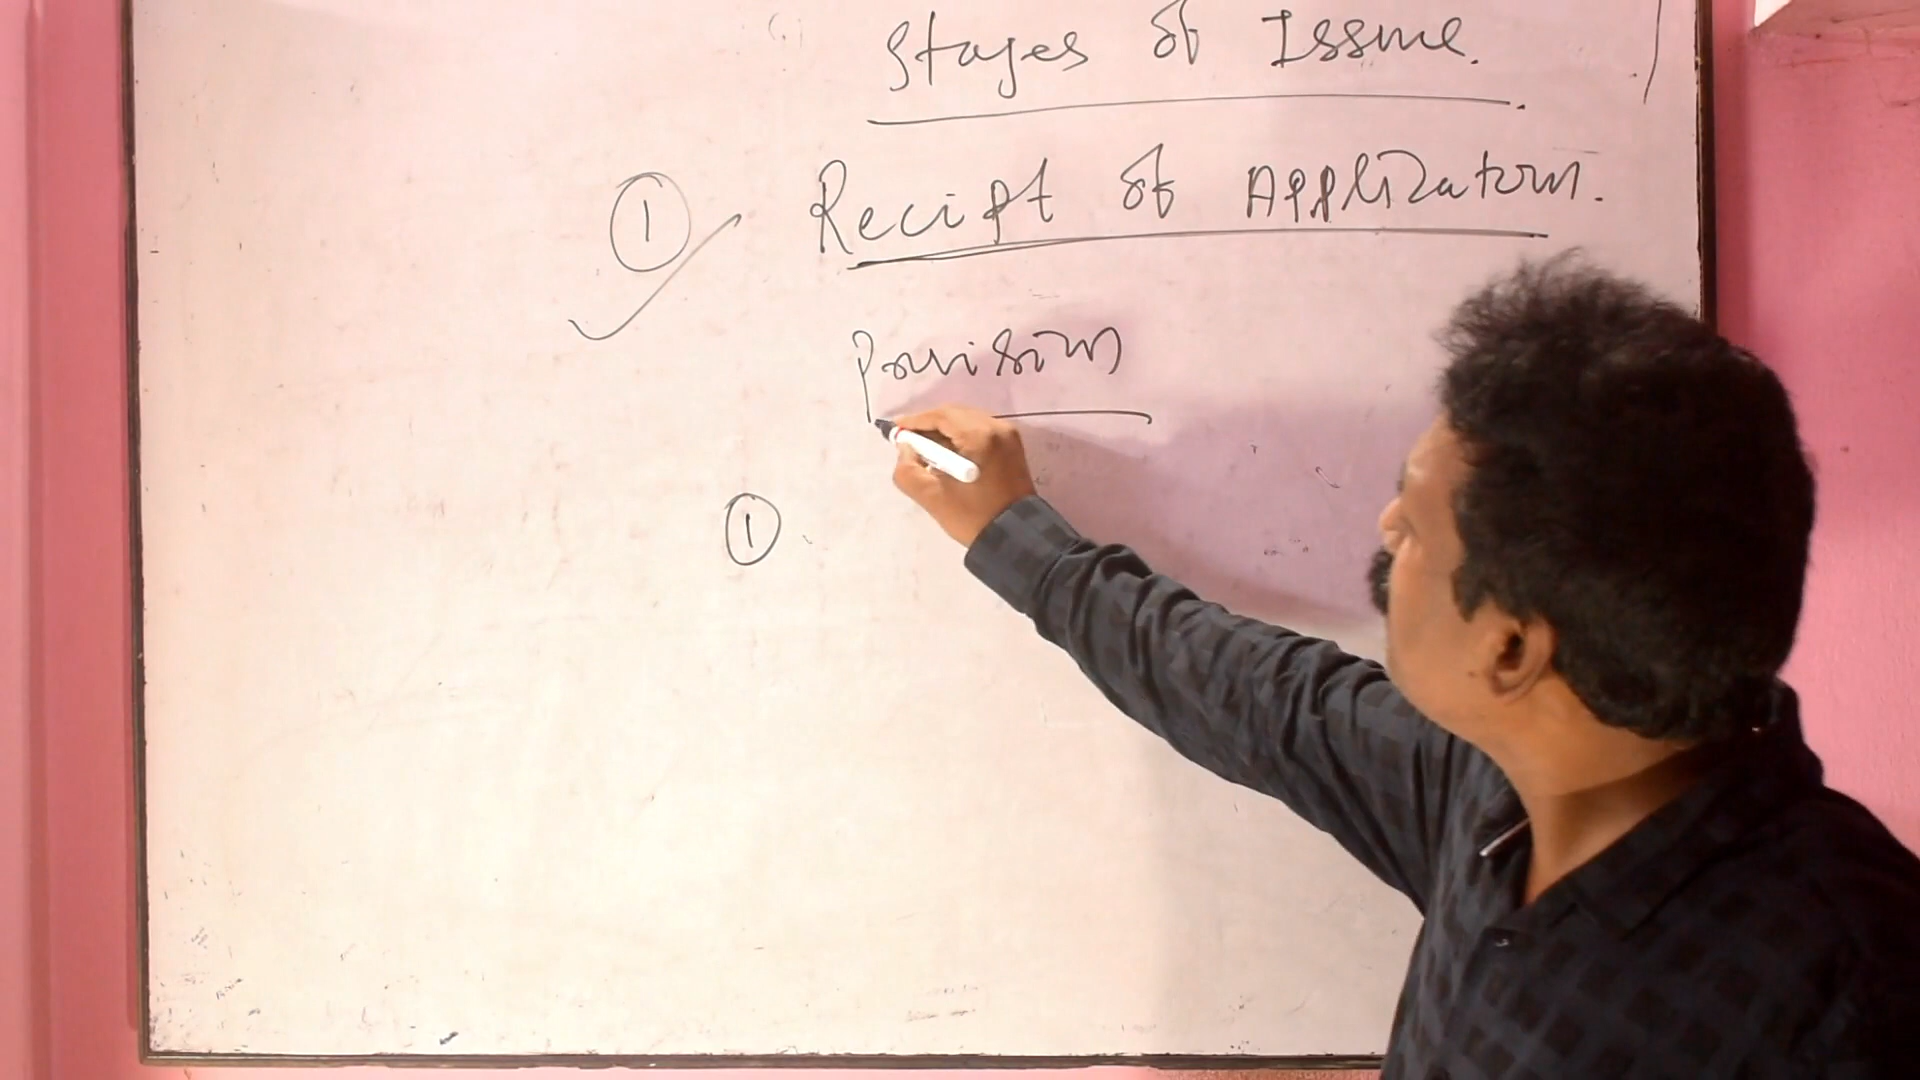 Stages of Issue.
① Recipt of Application.
Provision
①